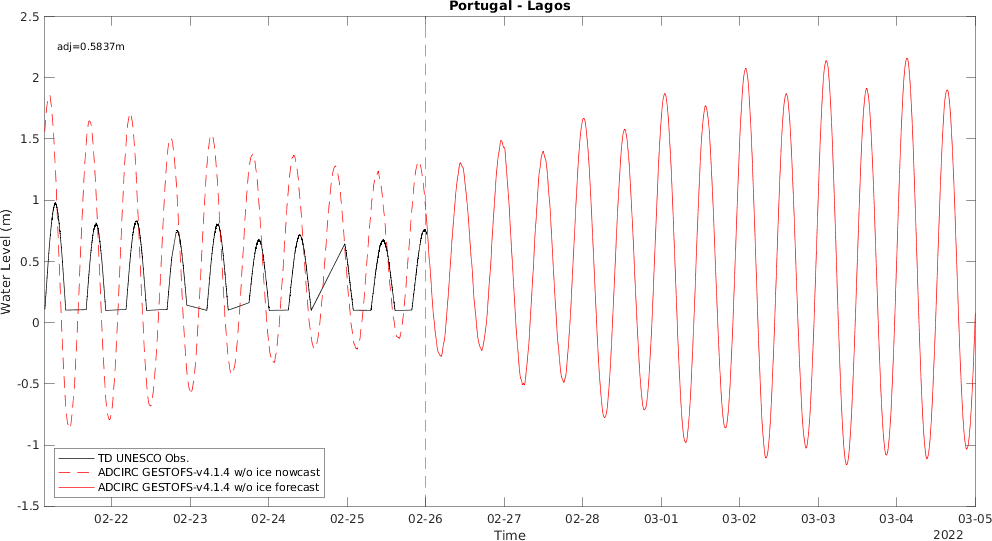 Portugal - Lagos
adj=0.5837m
Water Level (m)
2.5
2
1.5
1
0.5
0
-0.5
-1
-1.5
TD UNESCO Obs.
ADCIRC GESTOFS-v4.1.4 w/o ice nowcast
ADCIRC GESTOFS-v4.1.4 w/o ice forecast
02-22 02-23 02-24 02-25 02-26 02-27 02-28 03-01 03-02 03-03 03-04 03-05
Time
2022